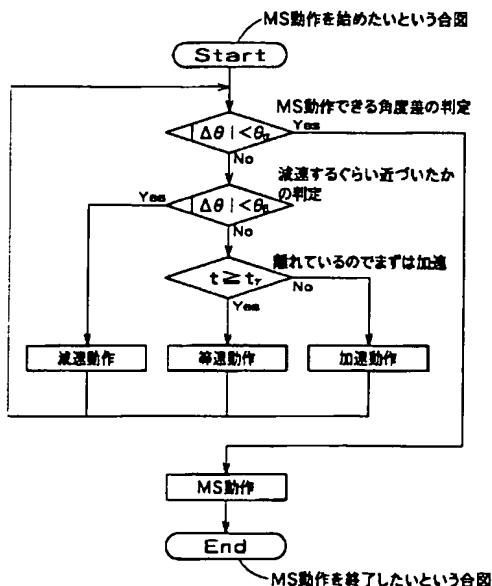 MS動作を始めたいという合図
Start
MS動作できる角度差の判定
|Δθ|<θα
Yes
No
減速するぐらい近づいたか
の判定
|Δθ|<θβ
Yes
No
離れているのでまずは加速
t≧tγ
No
Yes
減速動作
等速動作
加速動作
MS動作
End
MS動作を終了したいという合図